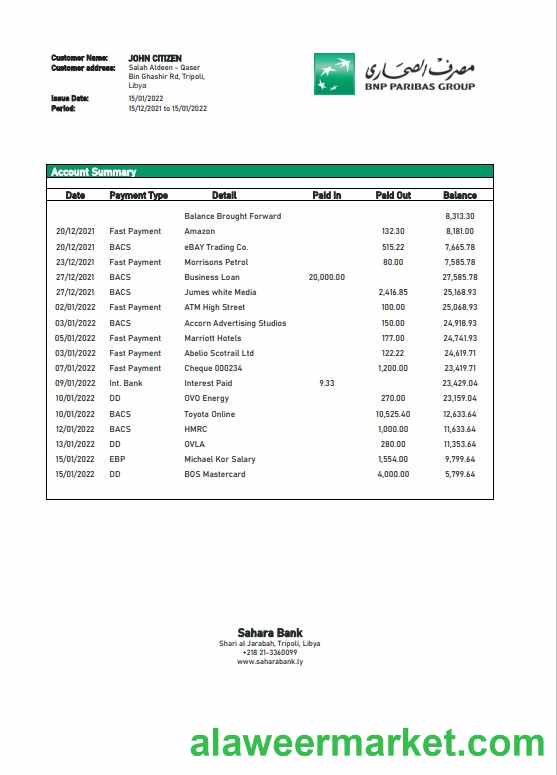 Customer Name: JOHN CITIZEN
Customer address: Salah Aldeen - Qaser
Bin Ghashir Rd, Tripoli,
Libya
Issue Date: 15/01/2022
Period: 15/12/2021 to 15/01/2022
مصرف الصحارى
BNP PARIBAS GROUP
Account Summary
Date Payment Type Detail Paid In Paid Out Balance
Balance Brought Forward 8,313.30
20/12/2021 Fast Payment Amazon 132.30 8,181.00
20/12/2021 BACS eBAY Trading Co. 515.22 7,665.78
23/12/2021 Fast Payment Morrisons Petrol 80.00 7,585.78
27/12/2021 BACS Business Loan 20,000.00 27,585.78
27/12/2021 BACS Jumes white Media 2,416.85 25,168.93
02/01/2022 Fast Payment ATM High Street 100.00 25,068.93
03/01/2022 BACS Accorn Advertising Studios 150.00 24,918.93
05/01/2022 Fast Payment Marriott Hotels 177.00 24,741.93
03/01/2022 Fast Payment Abelio Scotrail Ltd 122.22 24,619.71
07/01/2022 Fast Payment Cheque 000234 1,200.00 23,419.71
09/01/2022 Int. Bank Interest Paid 9.33 23,429.04
10/01/2022 DD OVO Energy 270.00 23,159.04
10/01/2022 BACS Toyota Online 10,525.40 12,633.64
12/01/2022 BACS HMRC 1,000.00 11,633.64
13/01/2022 DD OVLA 280.00 11,353.64
15/01/2022 EBP Michael Kor Salary 1,554.00 9,799.64
15/01/2022 DD BOS Mastercard 4,000.00 5,799.64
Sahara Bank
Shari al Jarabah, Tripoli, Libya
+218 21-3360099
www.saharabank.ly
alaweermarket.com